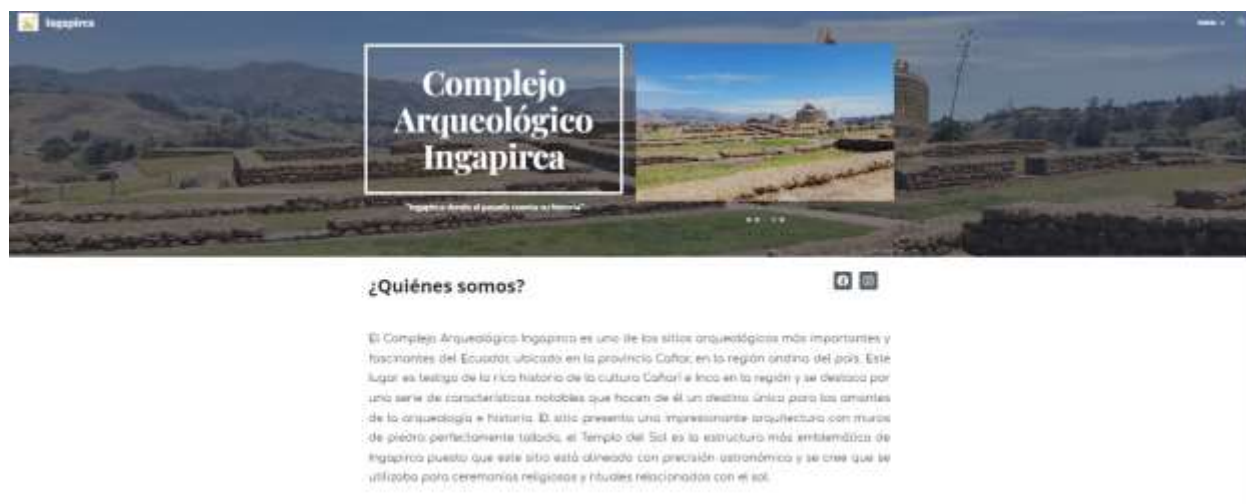 Ingapirca
Complejo
Arqueológico
Ingapirca
"Ingapirca donde el pasado cuenta su historia"
¿Quiénes somos?
El Complejo Arqueológico Ingapirca es uno de los sitios arqueológicos más importantes y
fascinantes del Ecuador, ubicado en la provincia Cañar, en la región andina del país. Este
lugar es testigo de la rica historia de la cultura Cañari e Inca en la región y se destaca por
una serie de características notables que hacen de él un destino único para los amantes
de la arqueología e historia. El sitio presenta una impresionante arquitectura con muros
de piedra perfectamente tallada, el Templo del Sol es la estructura más emblemática de
Ingapirca puesto que este sitio está alineado con precisión astronómica y se cree que se
utilizaba para ceremonias religiosas y rituales relacionados con el sol.